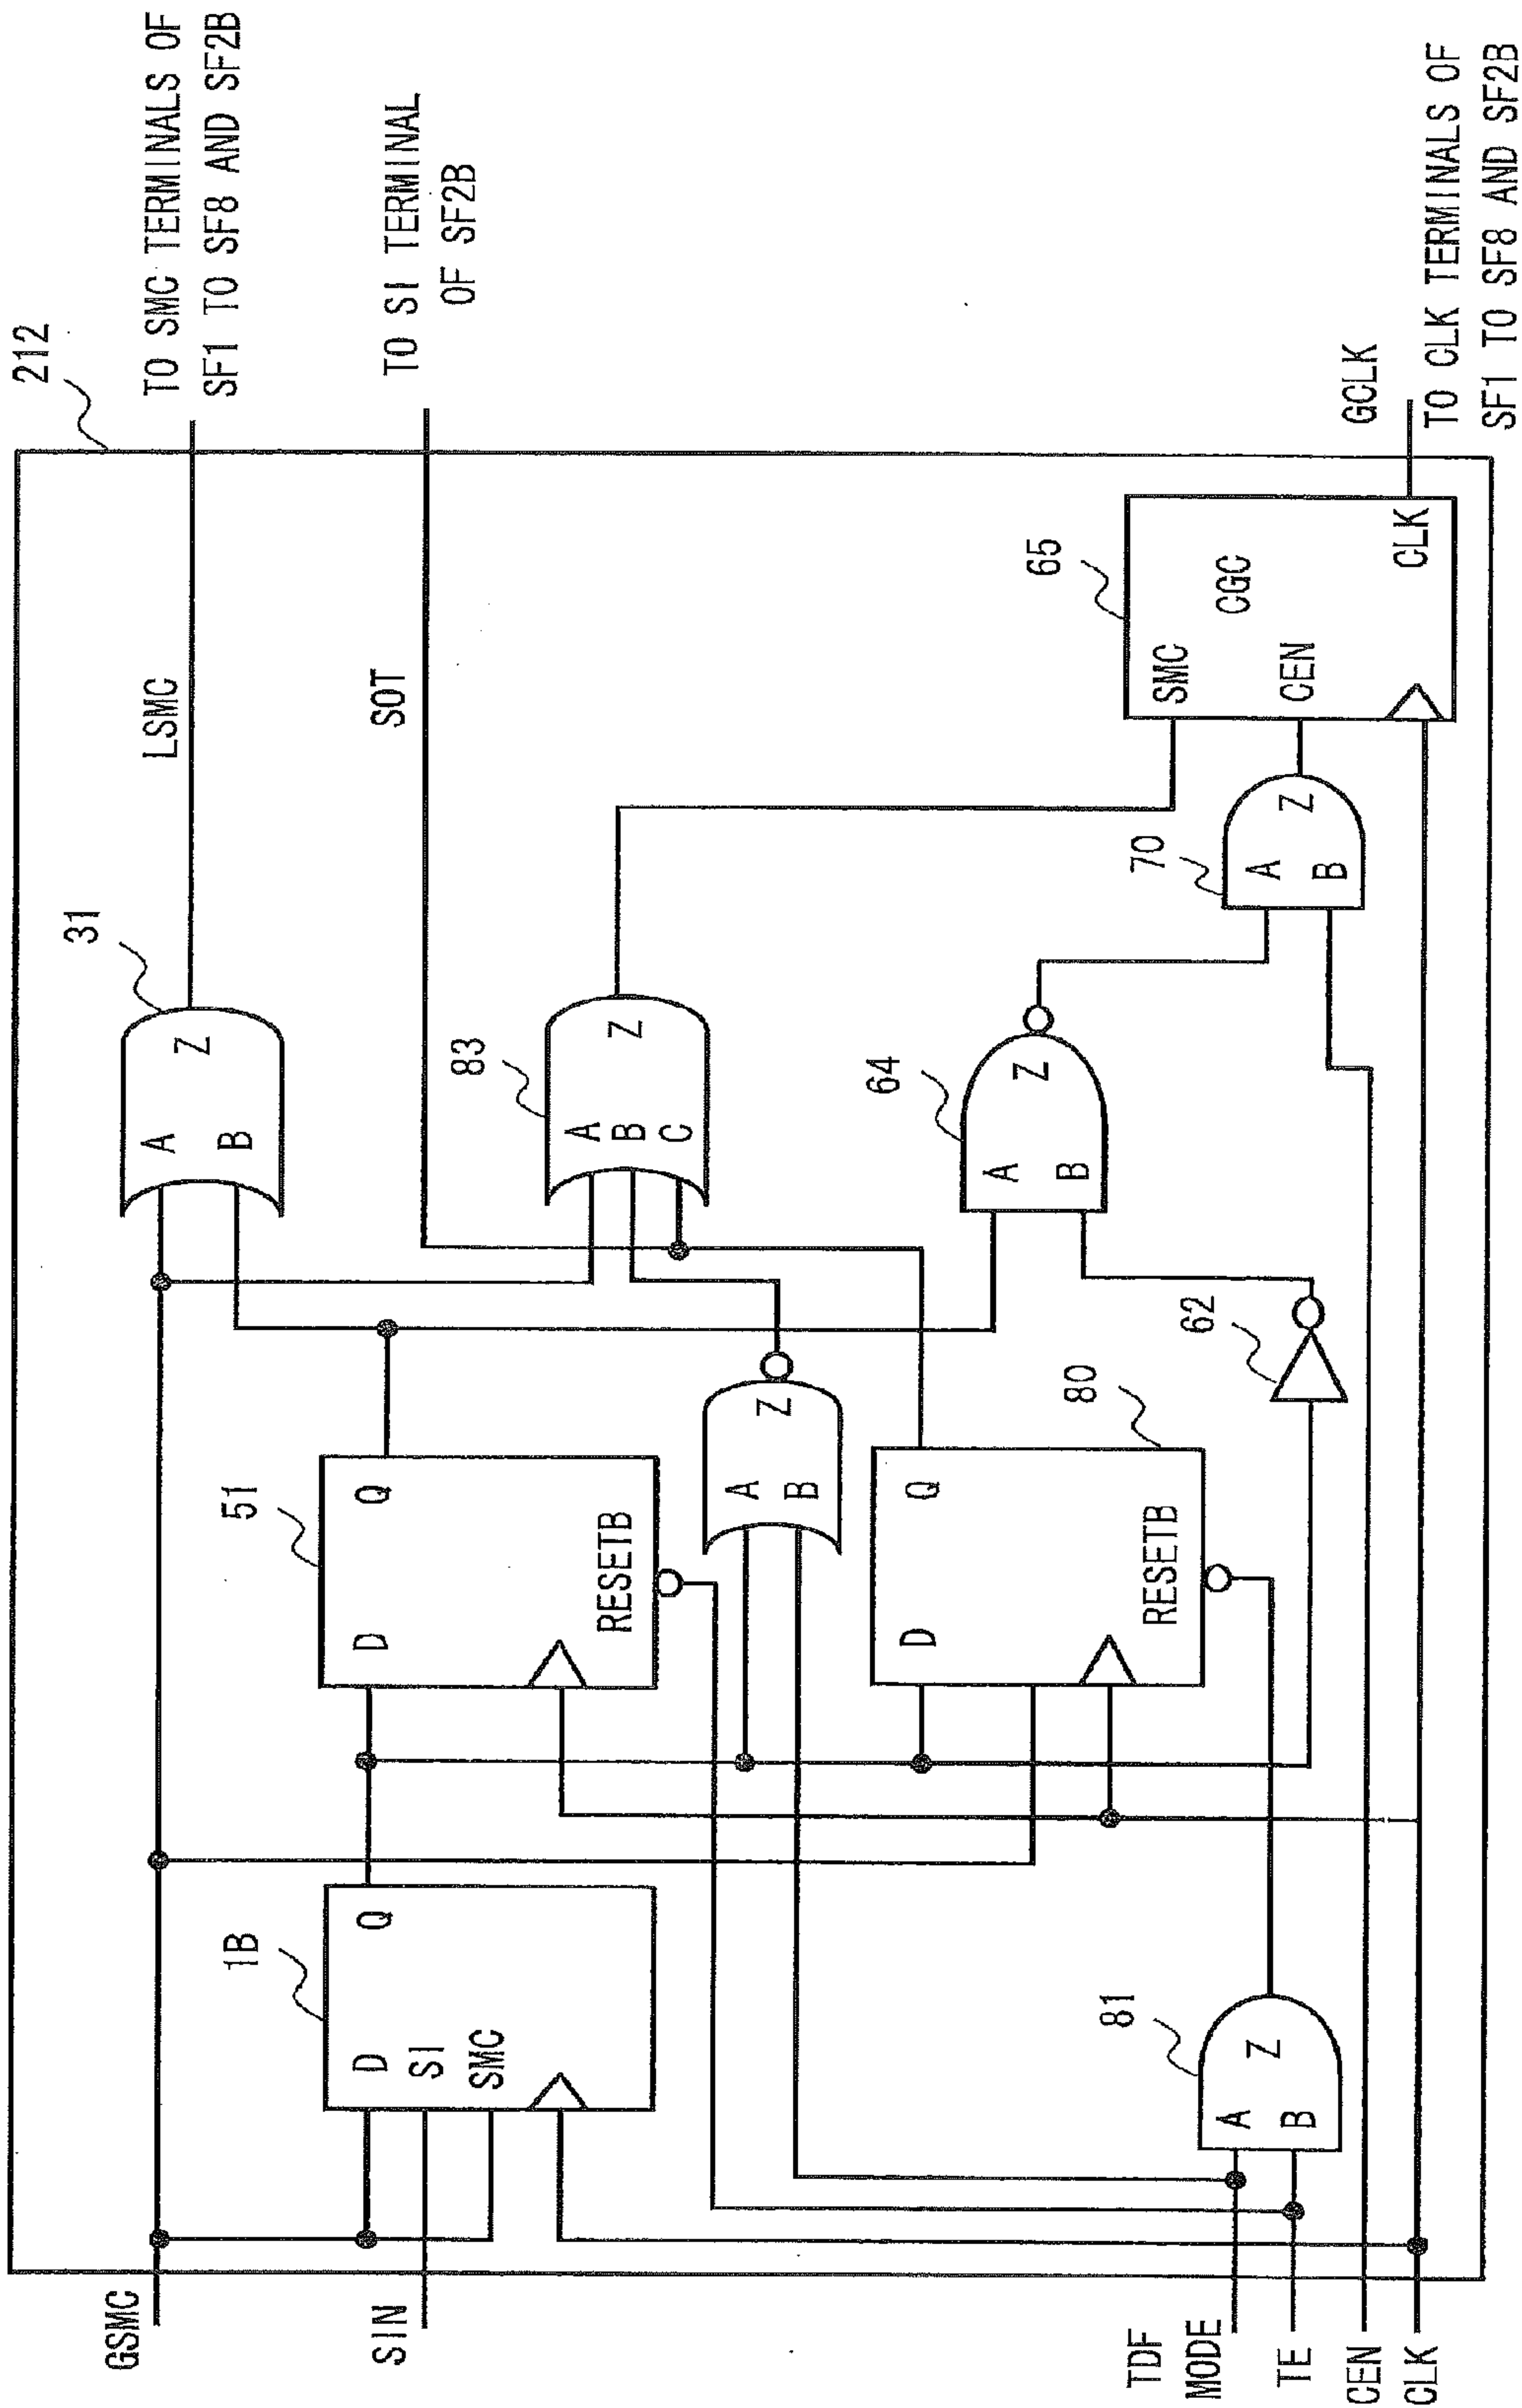 212
GSMC
SIN
TDF
MODE
TE
CEN
CLK
1B
D
SI
SMC
Q
51
D
Q
RESETB
A
B
Z
80
D
Q
RESETB
81
A
B
Z
62
31
A
B
Z
LSMC
TO SMC TERMINALS OF
SF1 TO SF8 AND SF2B
SOT
TO SI TERMINAL
OF SF2B
83
A
B
C
Z
64
A
B
Z
70
A
B
Z
65
SMC
CGC
CEN
CLK
GCLK
TO CLK TERMINALS OF
SF1 TO SF8 AND SF2B